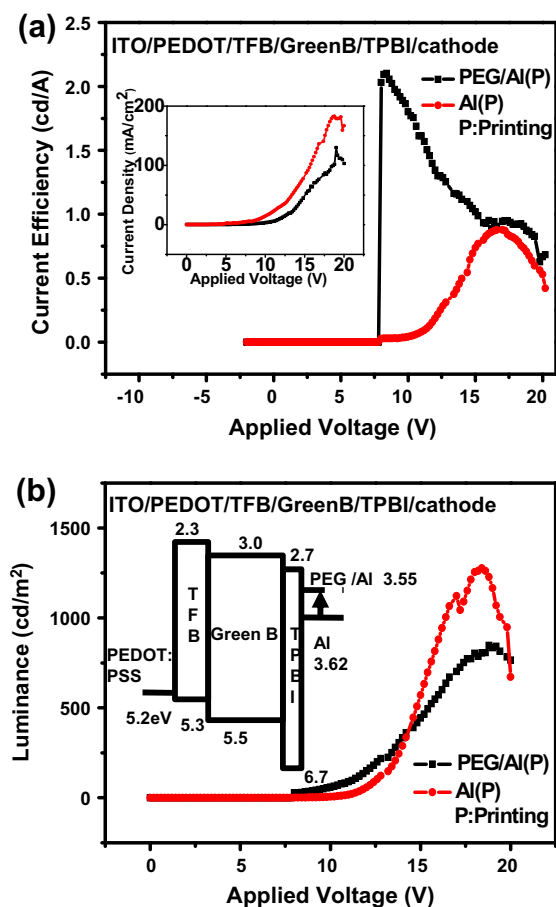 (a)
ITO/PEDOT/TFB/GreenB/TPBI/cathode
PEG/Al(P)
Al(P)
P:Printing
Current Efficiency (cd/A)
2.5
2.0
1.5
1.0
0.5
0.0
Current Density (mA/cm²)
200
100
0
0 5 10 15 20
Applied Voltage (V)
-10 -5 0 5 10 15 20
Applied Voltage (V)
(b)
ITO/PEDOT/TFB/GreenB/TPBI/cathode
Luminance (cd/m²)
1500
1250
1000
750
500
250
0
2.3
3.0
2.7
TFB
Green B
TPBI
PEG /Al 3.55
Al
3.62
PEDOT:
PSS
5.2eV
5.3
5.5
6.7
PEG/Al(P)
Al(P)
P:Printing
0 5 10 15 20
Applied Voltage (V)